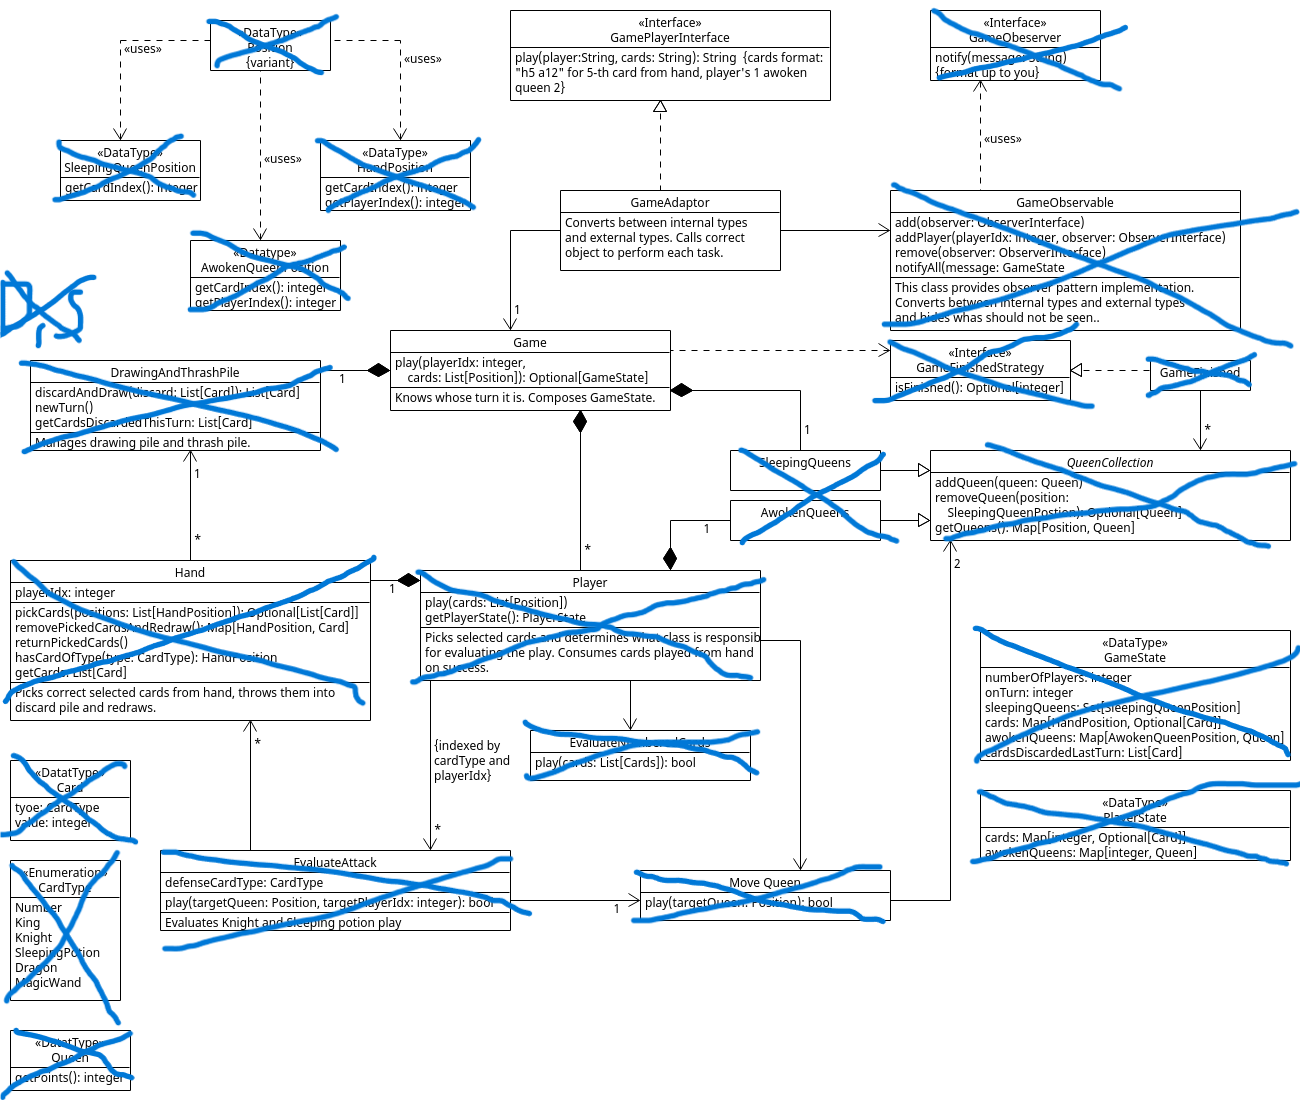 «DataType»
Position
{variant}
«uses»
«uses»
«uses»
«DataType»
SleepingQueenPosition
getCardIndex(): integer
«DataType»
HandPosition
getCardIndex(): integer
getPlayerIndex(): integer
«Datatype»
AwokenQueenPosition
getCardIndex(): integer
getPlayerIndex(): integer
«Interface»
GamePlayerInterface
play(player:String, cards: String): String {cards format:
"h5 a12" for 5-th card from hand, player's 1 awoken
queen 2}
«Interface»
GameObeserver
notify(message: String)
{format up to you}
«uses»
GameAdaptor
Converts between internal types
and external types. Calls correct
object to perform each task.
GameObservable
add(observer: ObserverInterface)
addPlayer(playerIdx: integer, observer: ObserverInterface)
remove(observer: ObserverInterface)
notifyAll(message: GameState
This class provides observer pattern implementation.
Converts between internal types and external types
and hides whas should not be seen..
1
Game
play(playerIdx: integer,
cards: List[Position]): Optional[GameState]
Knows whose turn it is. Composes GameState.
«Interface»
GameFinishedStrategy
isFinished(): Optional[integer]
GameFinished
*
DrawingAndThrashPile
discardAndDraw(discard: List[Card]): List[Card]
newTurn()
getCardsDiscardedThisTurn: List[Card]
Manages drawing pile and thrash pile.
1
1
SleepingQueens
AwokenQueens
1
QueenCollection
addQueen(queen: Queen)
removeQueen(position:
SleepingQueenPostion): Optional[Queen]
getQueens(): Map[Position, Queen]
2
1
*
*
Hand
playerIdx: integer
pickCards(positions: List[HandPosition]): Optional[List[Card]]
removePickedCardsAndRedraw(): Map[HandPosition, Card]
returnPickedCards()
hasCardOfType(type: CardType): HandPosition
getCards: List[Card]
Picks correct selected cards from hand, throws them into
discard pile and redraws.
1
Player
play(cards: List[Position])
getPlayerState(): PlayerState
Picks selected cards and determines what class is responsib
for evaluating the play. Consumes cards played from hand
on success.
«DataType»
GameState
numberOfPlayers: integer
onTurn: integer
sleepingQueens: Set[SleepingQueenPosition]
cards: Map[HandPosition, Optional[Card]]
awokenQueens: Map[AwokenQueenPosition, Queen]
cardsDiscardedLastTurn: List[Card]
*
{indexed by
cardType and
playerIdx}
*
EvaluateNumberedCards
play(cards: List[Cards]): bool
«DatatType»
Card
tyoe: CardType
value: integer
«DataType»
PlayerState
cards: Map[integer, Optional[Card]]
awokenQueens: Map[integer, Queen]
«Enumeration»
CardType
Number
King
Knight
SleepingPotion
Dragon
MagicWand
EvaluateAttack
defenseCardType: CardType
play(targetQueen: Position, targetPlayerIdx: integer): bool
Evaluates Knight and Sleeping potion play
1
Move Queen
play(targetQueen: Position): bool
«DatatType»
Queen
getPoints(): integer